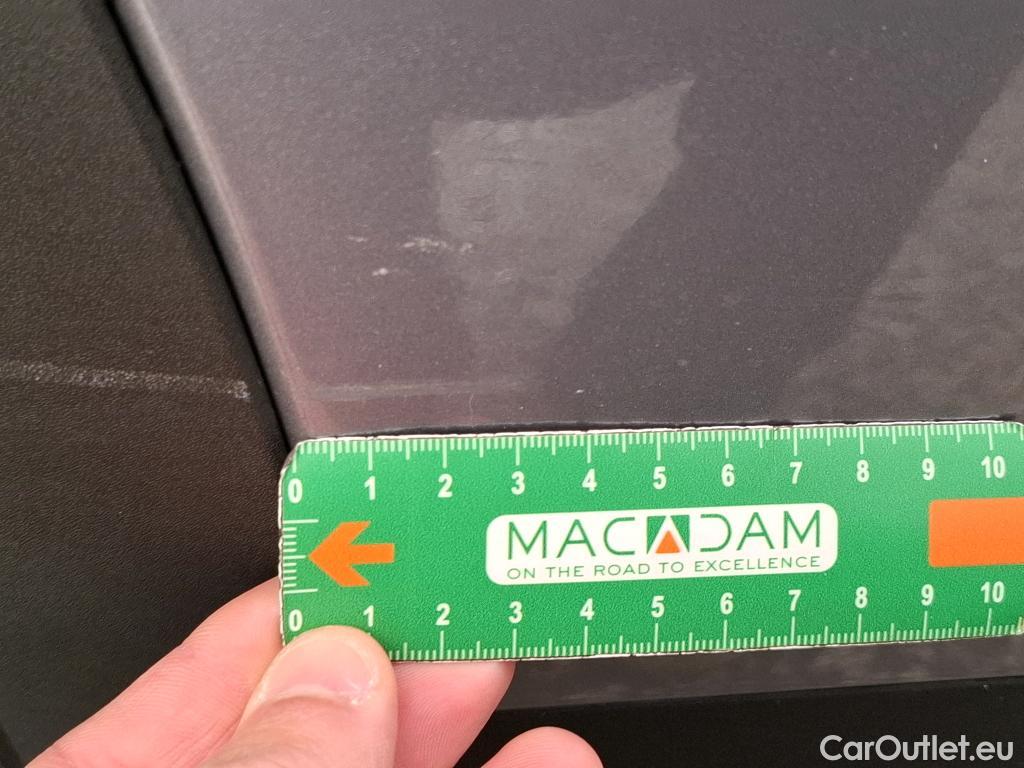 0 1 2 3 4 5 6 7 8 9 10
MACADAM
ON THE ROAD TO EXCELLENCE
0 1 2 3 4 5 6 7 8 9 10
CarOutlet.eu